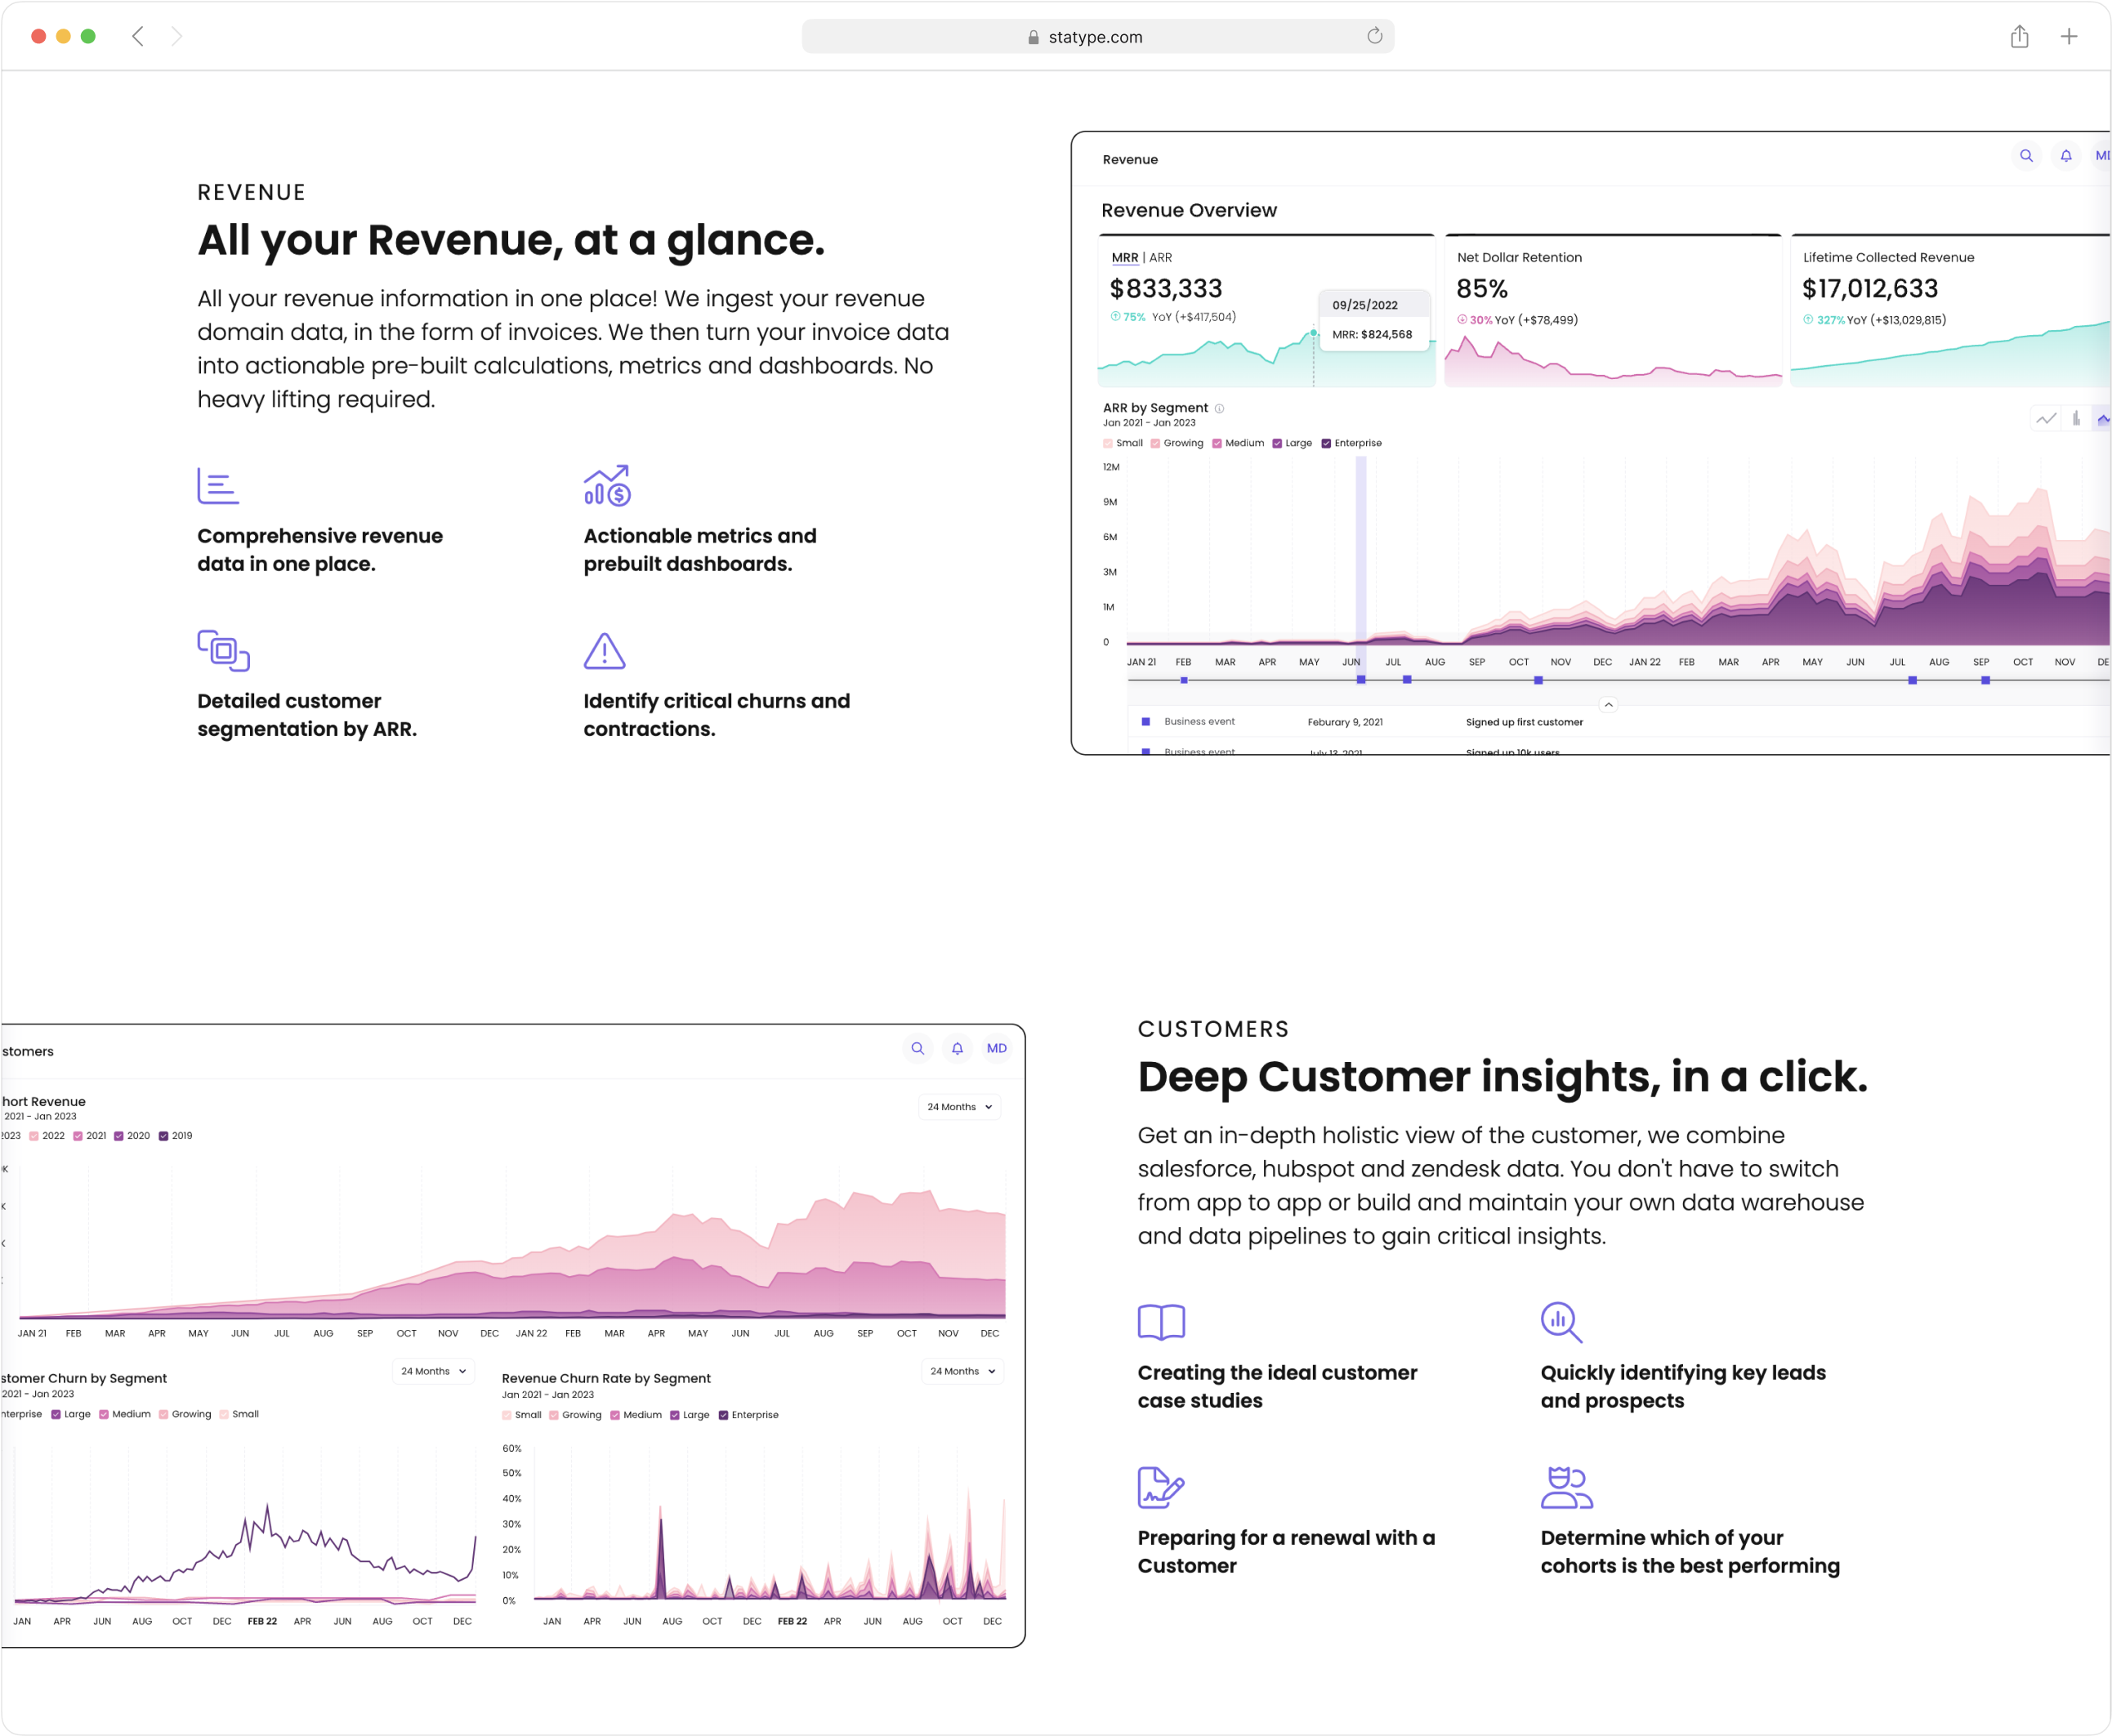 statype.com
REVENUE
All your Revenue, at a glance.
All your revenue information in one place! We ingest your revenue
domain data, in the form of invoices. We then turn your invoice data
into actionable pre-built calculations, metrics and dashboards. No
heavy lifting required.
Comprehensive revenue
data in one place.
Actionable metrics and
prebuilt dashboards.
Detailed customer
segmentation by ARR.
Identify critical churns and
contractions.
Revenue
Revenue Overview
MRR | ARR
$833,333
75% YoY (+$417,504)
09/25/2022
MRR: $824,568
Net Dollar Retention
85%
30% YoY (+$78,499)
Lifetime Collected Revenue
$17,012,633
327% YoY (+$13,029,815)
ARR by Segment
Jan 2021 - Jan 2023
Small Growing Medium Large Enterprise
12M
9M
6M
3M
1M
0
JAN 21 FEB MAR APR MAY JUN JUL AUG SEP OCT NOV DEC JAN 22 FEB MAR APR MAY JUN JUL AUG SEP OCT NOV DE
Business event Feburary 9, 2021 Signed up first customer
Business event July 13, 2021 Signed up 10k users
stomers
MD
hort Revenue
2021 - Jan 2023
24 Months
2023 2022 2021 2020 2019
JAN 21 FEB MAR APR MAY JUN JUL AUG SEP OCT NOV DEC JAN 22 FEB MAR APR MAY JUN JUL AUG SEP OCT NOV DEC
stomer Churn by Segment
2021 - Jan 2023
24 Months
nterprise Large Medium Growing Small
JAN APR JUN AUG OCT DEC FEB 22 APR JUN AUG OCT DEC
Revenue Churn Rate by Segment
Jan 2021 - Jan 2023
24 Months
Small Growing Medium Large Enterprise
60%
50%
40%
30%
20%
10%
0%
JAN APR JUN AUG OCT DEC FEB 22 APR JUN AUG OCT DEC
CUSTOMERS
Deep Customer insights, in a click.
Get an in-depth holistic view of the customer, we combine
salesforce, hubspot and zendesk data. You don't have to switch
from app to app or build and maintain your own data warehouse
and data pipelines to gain critical insights.
Creating the ideal customer
case studies
Quickly identifying key leads
and prospects
Preparing for a renewal with a
Customer
Determine which of your
cohorts is the best performing